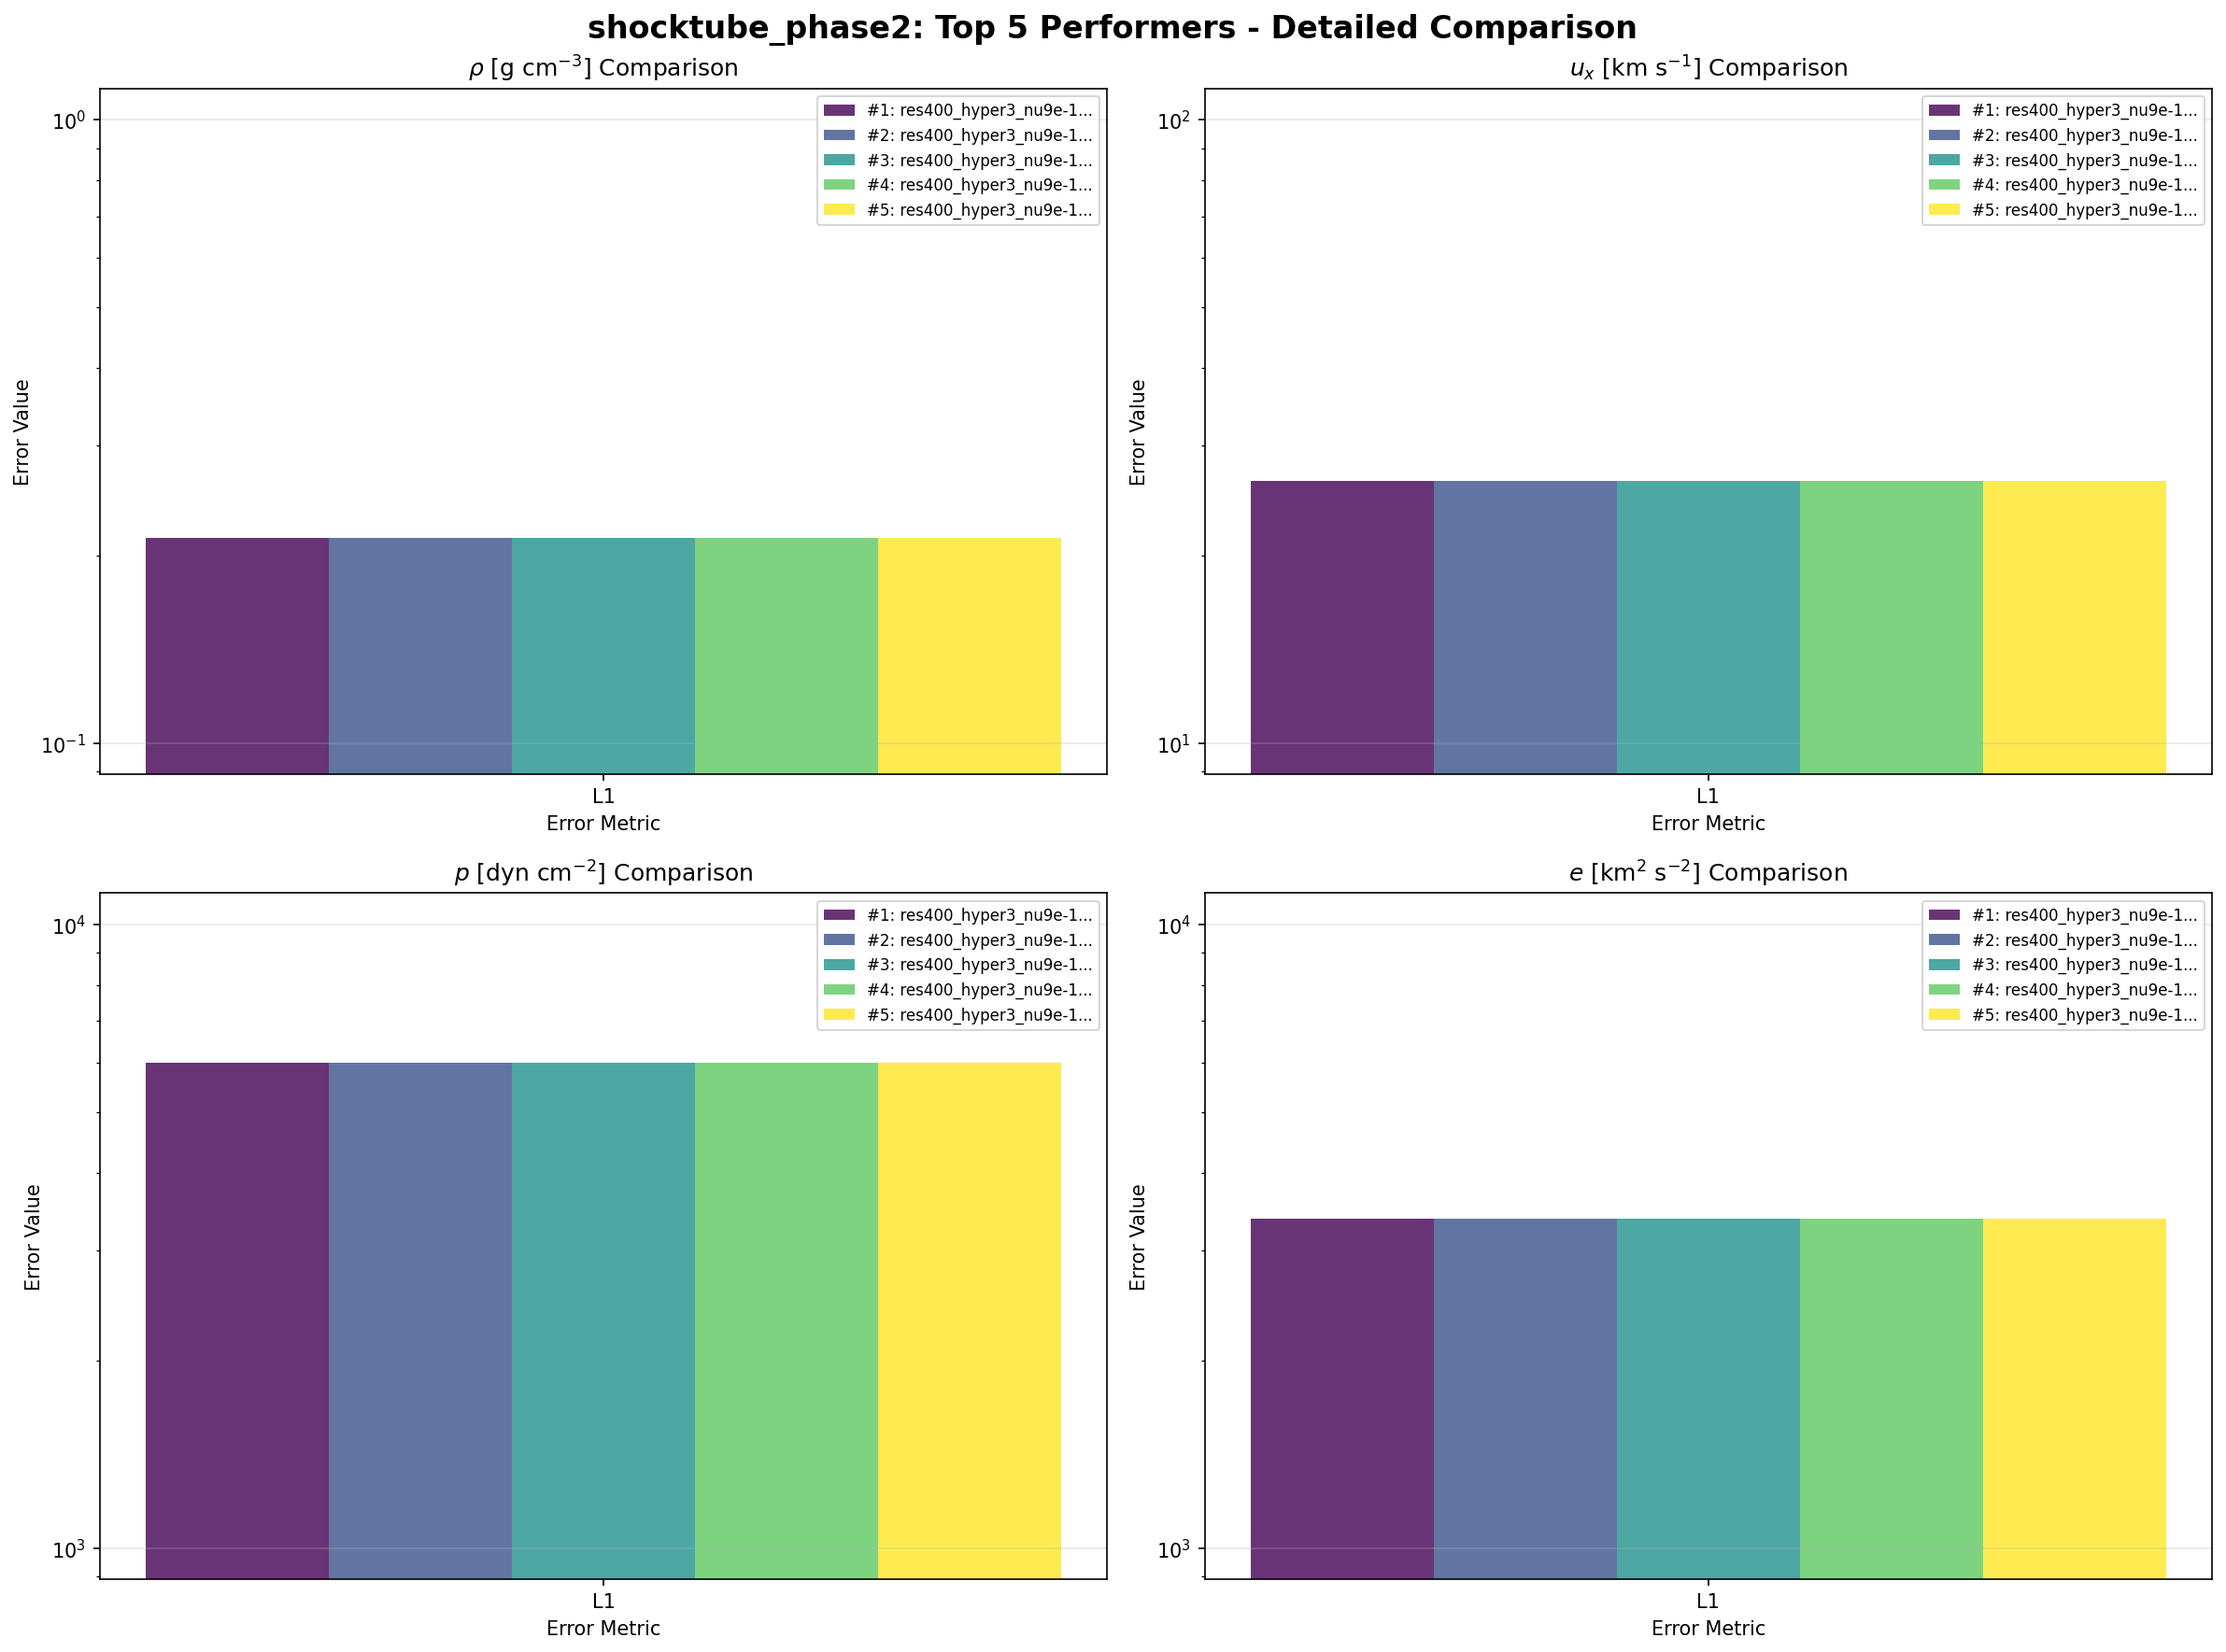 shocktube_phase2: Top 5 Performers - Detailed Comparison
ρ [g cm⁻³] Comparison
Error Value
10⁰
10⁻¹
#1: res400_hyper3_nu9e-1...
#2: res400_hyper3_nu9e-1...
#3: res400_hyper3_nu9e-1...
#4: res400_hyper3_nu9e-1...
#5: res400_hyper3_nu9e-1...
L1
Error Metric
uₓ [km s⁻¹] Comparison
Error Value
10²
10¹
#1: res400_hyper3_nu9e-1...
#2: res400_hyper3_nu9e-1...
#3: res400_hyper3_nu9e-1...
#4: res400_hyper3_nu9e-1...
#5: res400_hyper3_nu9e-1...
L1
Error Metric
p [dyn cm⁻²] Comparison
Error Value
10⁴
10³
#1: res400_hyper3_nu9e-1...
#2: res400_hyper3_nu9e-1...
#3: res400_hyper3_nu9e-1...
#4: res400_hyper3_nu9e-1...
#5: res400_hyper3_nu9e-1...
L1
Error Metric
e [km² s⁻²] Comparison
Error Value
10⁴
10³
#1: res400_hyper3_nu9e-1...
#2: res400_hyper3_nu9e-1...
#3: res400_hyper3_nu9e-1...
#4: res400_hyper3_nu9e-1...
#5: res400_hyper3_nu9e-1...
L1
Error Metric